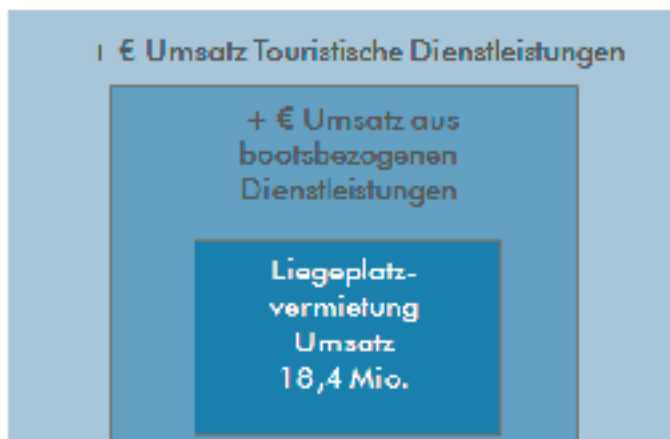 + € Umsatz Touristische Dienstleistungen
+ € Umsatz aus
bootsbezogenen
Dienstleistungen
Liegeplatz-
vermietung
Umsatz
18,4 Mio.